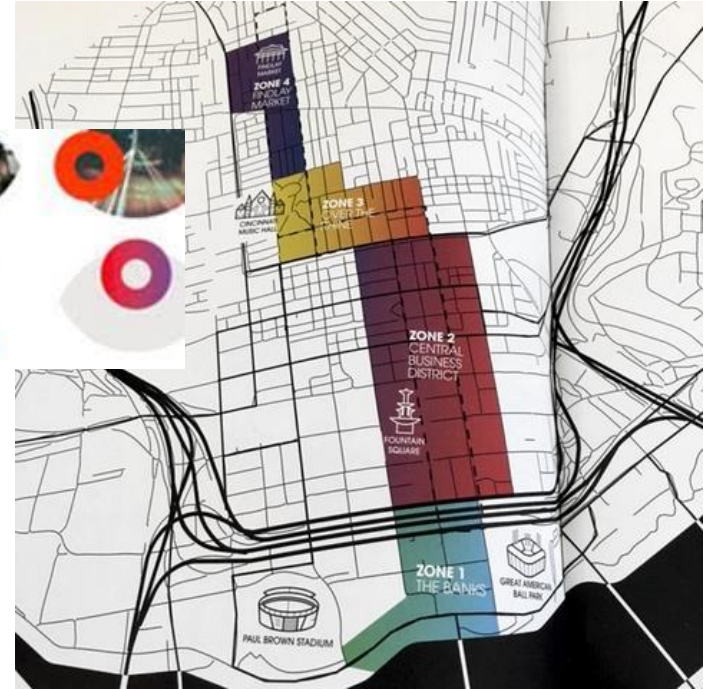 FINDLAY
MARKET
ZONE 4
FINDLAY
MARKET
CINCINNATI
MUSIC HALL
ZONE 3
OVER THE
RHINE
ZONE 2
CENTRAL
BUSINESS
DISTRICT
FOUNTAIN
SQUARE
ZONE 1
THE BANKS
GREAT AMERICAN
BALL PARK
PAUL BROWN STADIUM